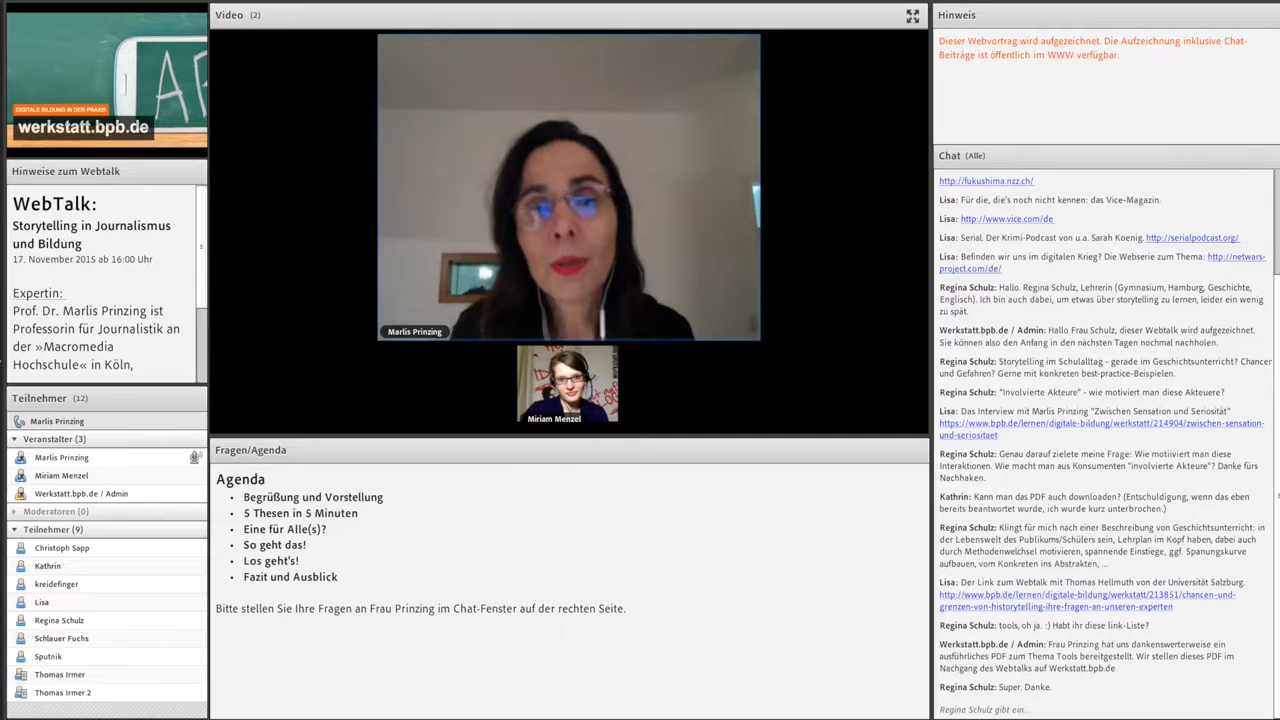 DIGITALE BILDUNG IN DER PRAXIS
werkstatt.bpb.de
Hinweise zum Webtalk
WebTalk:
Storytelling in Journalismus
und Bildung
17. November 2015 ab 16:00 Uhr
Expertin:
Prof. Dr. Marlis Prinzing ist
Professorin für Journalistik an
der »Macromedia
Hochschule« in Köln,
Teilnehmer (12)
Marlis Prinzing
Veranstalter (3)
Marlis Prinzing
Miriam Menzel
Werkstatt.bpb.de / Admin
Moderatoren (0)
Teilnehmer (9)
Christoph Sapp
Kathrin
kreidefinger
Lisa
Regina Schulz
Schlauer Fuchs
Sputnik
Thomas Irmer
Thomas Irmer 2
Video (2)
Marlis Prinzing
Miriam Menzel
Fragen/Agenda
Agenda
• Begrüßung und Vorstellung
• 5 Thesen in 5 Minuten
• Eine für Alle(s)?
• So geht das!
• Los geht's!
• Fazit und Ausblick
Bitte stellen Sie Ihre Fragen an Frau Prinzing im Chat-Fenster auf der rechten Seite.
Hinweis
Dieser Webvortrag wird aufgezeichnet. Die Aufzeichnung inklusive Chat-
Beiträge ist öffentlich im WWW verfügbar.
Chat (Alle)
http://fukushima.nzz.ch/
Lisa: Für die, die's noch nicht kennen: das Vice-Magazin.
Lisa: http://www.vice.com/de
Lisa: Serial. Der Krimi-Podcast von u.a. Sarah Koenig. http://serialpodcast.org/
Lisa: Befinden wir uns im digitalen Krieg? Die Webserie zum Thema: http://netwars-
project.com/de/
Regina Schulz: Hallo. Regina Schulz, Lehrerin (Gymnasium, Hamburg, Geschichte,
Englisch). Ich bin auch dabei, um etwas über storytelling zu lernen, leider ein wenig
zu spät.
Werkstatt.bpb.de / Admin: Hallo Frau Schulz, dieser Webtalk wird aufgezeichnet.
Sie können also den Anfang in den nächsten Tagen nochmal nachholen.
Regina Schulz: Storytelling im Schulalltag - gerade im Geschichtsunterricht? Chancen
und Gefahren? Gerne mit konkreten best-practice-Beispielen.
Regina Schulz: "Involvierte Akteure" - wie motiviert man diese Akteuere?
Lisa: Das Interview mit Marlis Prinzing "Zwischen Sensation und Seriosität"
https://www.bpb.de/lernen/digitale-bildung/werkstatt/214904/zwischen-sensation-
und-seriositaet
Regina Schulz: Genau darauf zielete meine Frage: Wie motiiviert man diese
Interaktionen. Wie macht man aus Konsumenten "involvierte Akteure"? Danke fürs
Nachhaken.
Kathrin: Kann man das PDF auch downloaden? (Entschuldigung, wenn das eben
bereits beantwortet wurde, ich wurde kurz unterbrochen.)
Regina Schulz: Klingt für mich nach einer Beschreibung von Geschichtsunterricht: in
der Lebenswelt des Publikums/Schülers sein, Lehrplan im Kopf haben, dabei auch
durch Methodenwelchsel motivieren, spannende Einstiege, ggf. Spanungskurve
aufbauen, vom Konkreten ins Abstrakten, ...
Lisa: Der Link zum Webtalk mit Thomas Hellmuth von der Universität Salzburg.
http://www.bpb.de/lernen/digitale-bildung/werkstatt/213851/chancen-und-
grenzen-von-historytelling-ihre-fragen-an-unseren-experten
Regina Schulz: tools, oh ja. :) Habt ihr diese link-Liste?
Werkstatt.bpb.de / Admin: Frau Prinzing hat uns dankenswerterweise ein
ausführliches PDF zum Thema Tools bereitgestellt. Wir stellen dieses PDF im
Nachgang des Webtalks auf Werkstatt.bpb.de
Regina Schulz: Super. Danke.
Regina Schulz gibt ein...